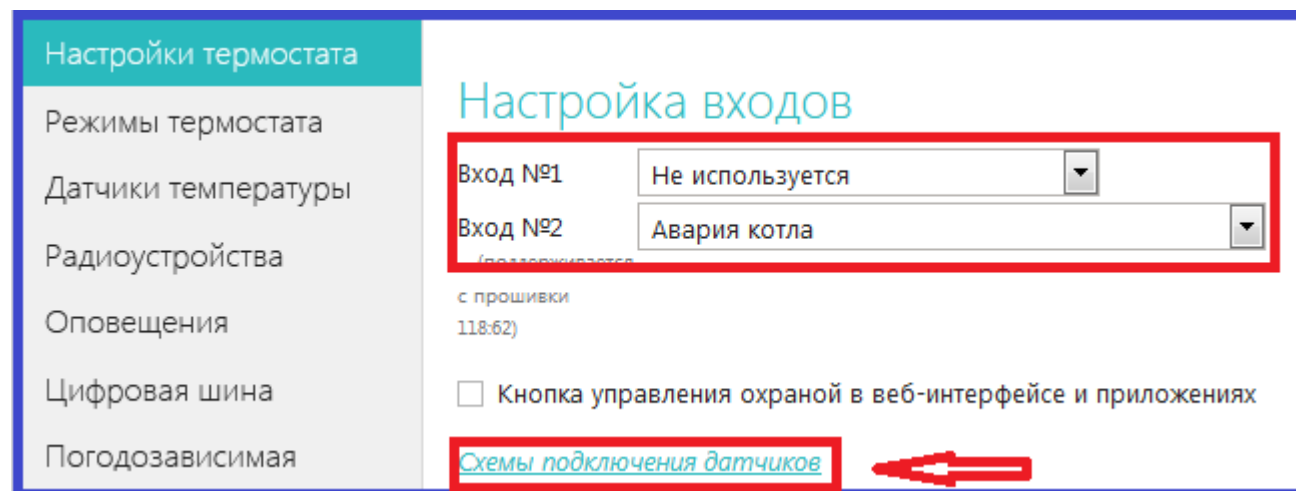 Настройки термостата
Режимы термостата
Датчики температуры
Радиоустройства
Оповещения
Цифровая шина
Погодозависимая
Настройка входов
Вход №1 Не используется
Вход №2 Авария котла
(поддерживается
с прошивки
118:62)
Кнопка управления охраной в веб-интерфейсе и приложениях
Схемы подключения датчиков